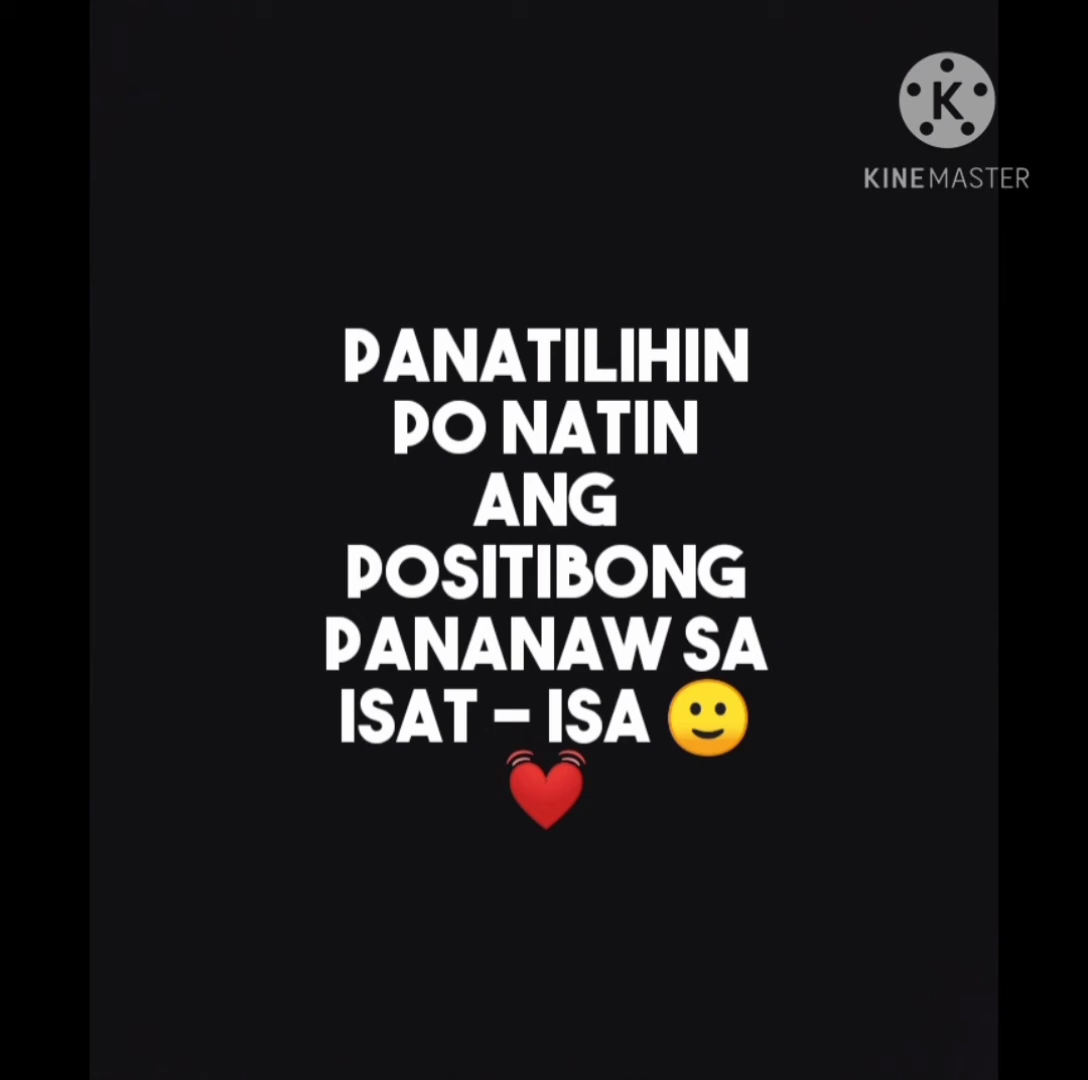 K
KINEMASTER
PANATILIHIN
PO NATIN
ANG
POSITIBONG
PANANAW SA
ISAT - ISA 🙂
💓